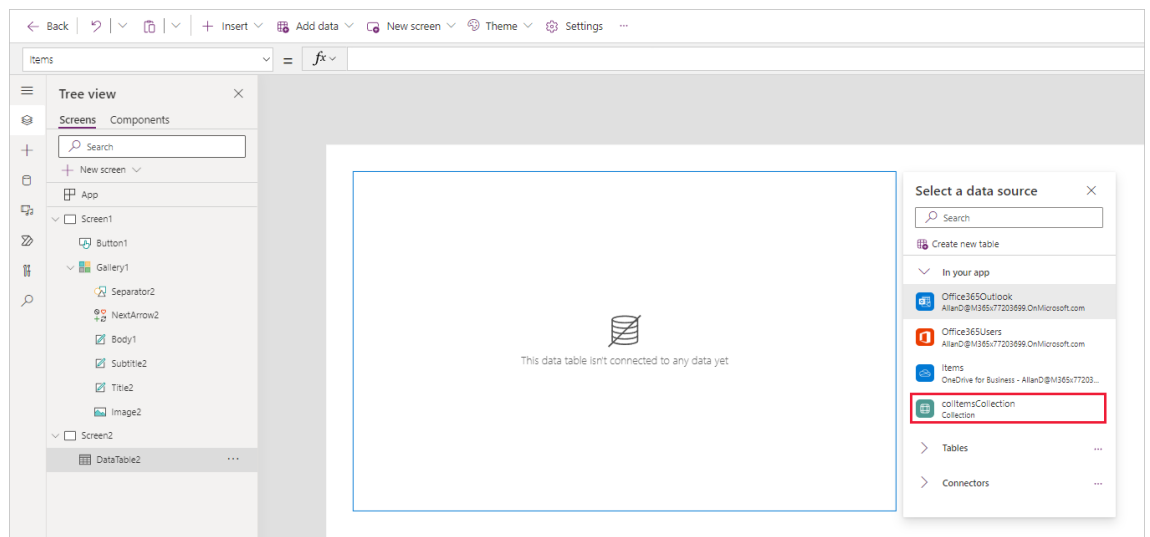 Back
Insert
Add data
New screen
Theme
Settings
...
Items
=
fx
Tree view
Screens Components
Search
New screen
App
Screen1
Button1
Gallery1
Separator2
NextArrow2
Body1
Subtitle2
Title2
Image2
Screen2
DataTable2
...
This data table isn't connected to any data yet
Select a data source
Search
Create new table
In your app
Office365Outlook
AllanD@M365x77203699.OnMicrosoft.com
Office365Users
AllanD@M365x77203699.OnMicrosoft.com
Items
OneDrive for Business - AllanD@M365x77203...
colItemsCollection
Collection
Tables
...
Connectors
...